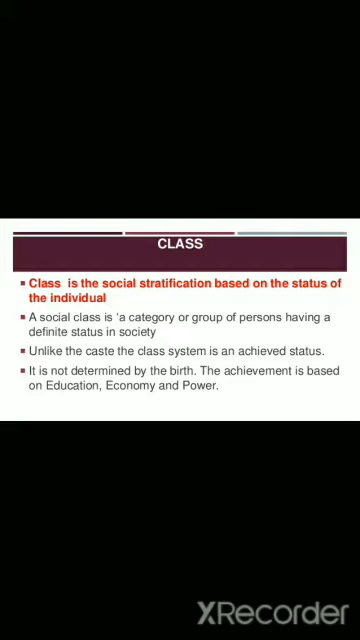 CLASS
Class is the social stratification based on the status of
the individual
A social class is ‘a category or group of persons having a
definite status in society
Unlike the caste the class system is an achieved status.
It is not determined by the birth. The achievement is based
on Education, Economy and Power.
XRecorder